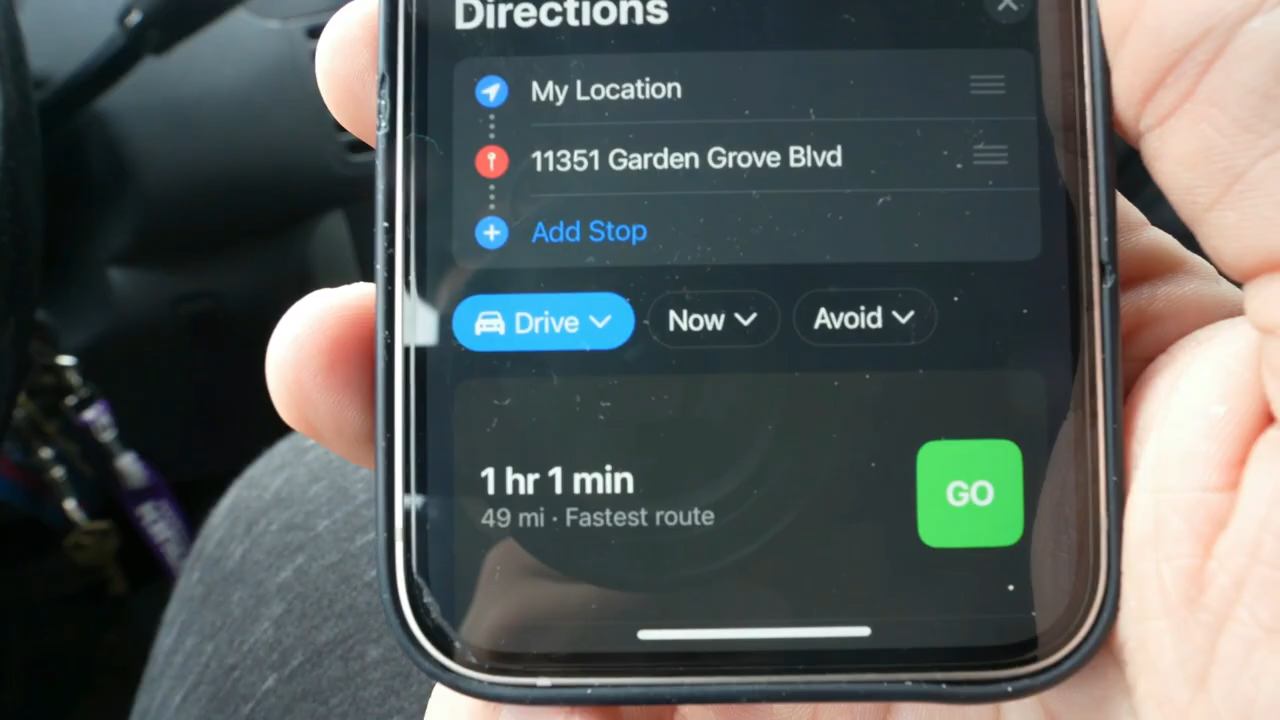 Directions
My Location
11351 Garden Grove Blvd
Add Stop
Drive
Now
Avoid
1 hr 1 min
49 mi · Fastest route
GO